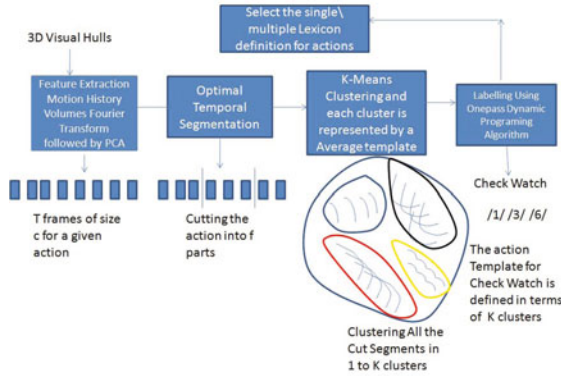 Select the single\
multiple Lexicon
definition for actions
3D Visual Hulls
Feature Extraction
Motion History
Volumes Fourier
Transform
followed by PCA
Optimal
Temporal
Segmentation
K-Means
Clustering and
each cluster is
represented by a
Average template
Labelling Using
Onepass Dynamic
Programing
Algorithm
T frames of size
c for a given
action
Cutting the
action into f
parts
Check Watch
/1/ /3/ /6/
The action
Template for
Check Watch is
defined in terms
of K clusters
Clustering All the
Cut Segments in
1 to K clusters